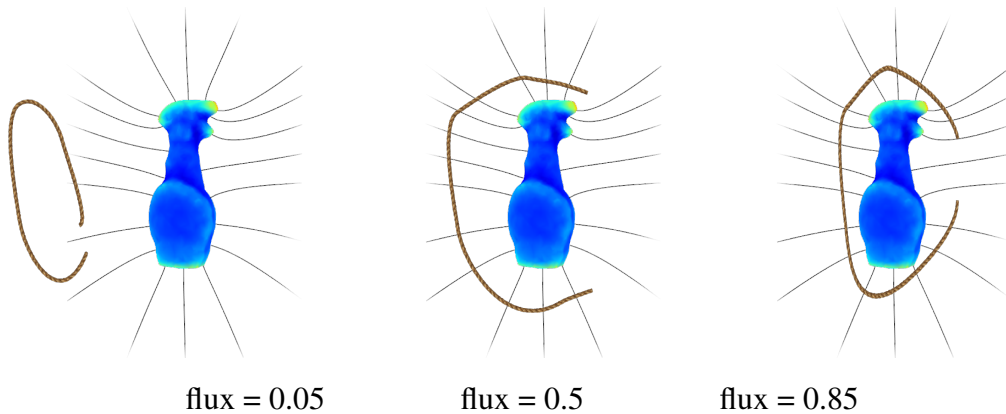 flux = 0.05 flux = 0.5 flux = 0.85